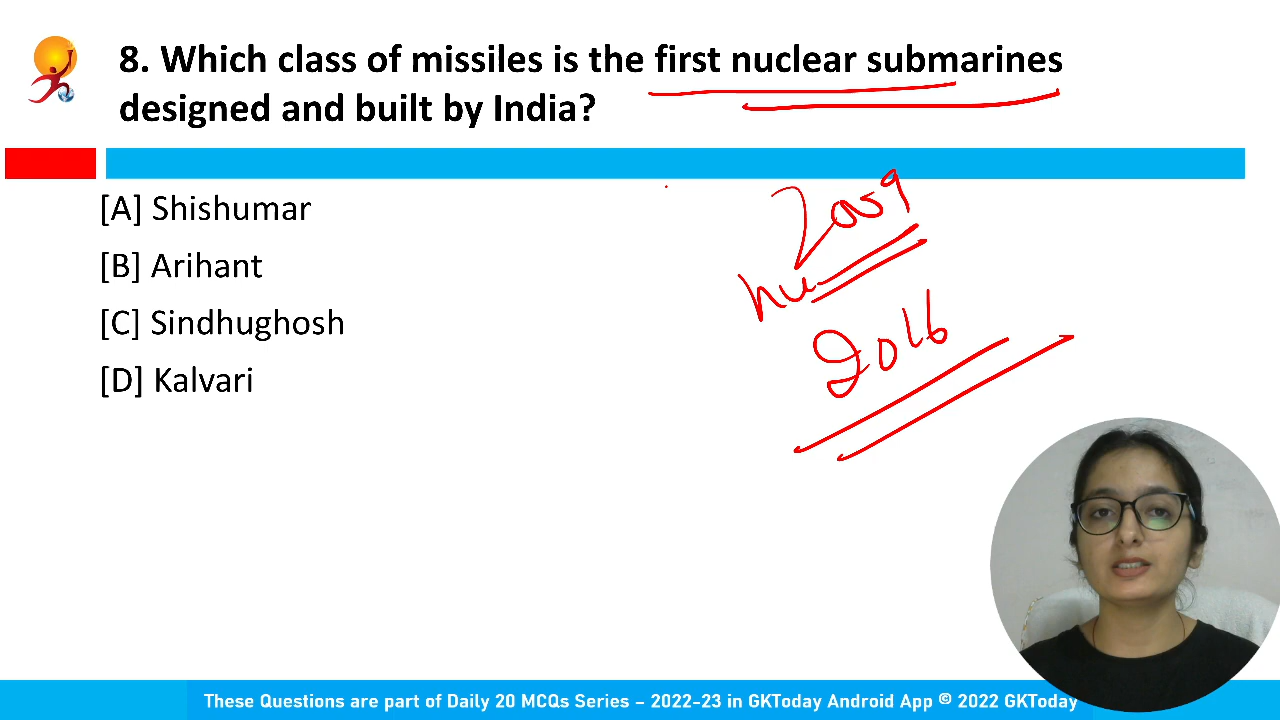 8. Which class of missiles is the first nuclear submarines
designed and built by India?
[A] Shishumar
2009
[B] Arihant
[C] Sindhughosh
2016
[D] Kalvari
These Questions are part of Daily 20 MCQs Series – 2022-23 in GKToday Android App © 2022 GKToday